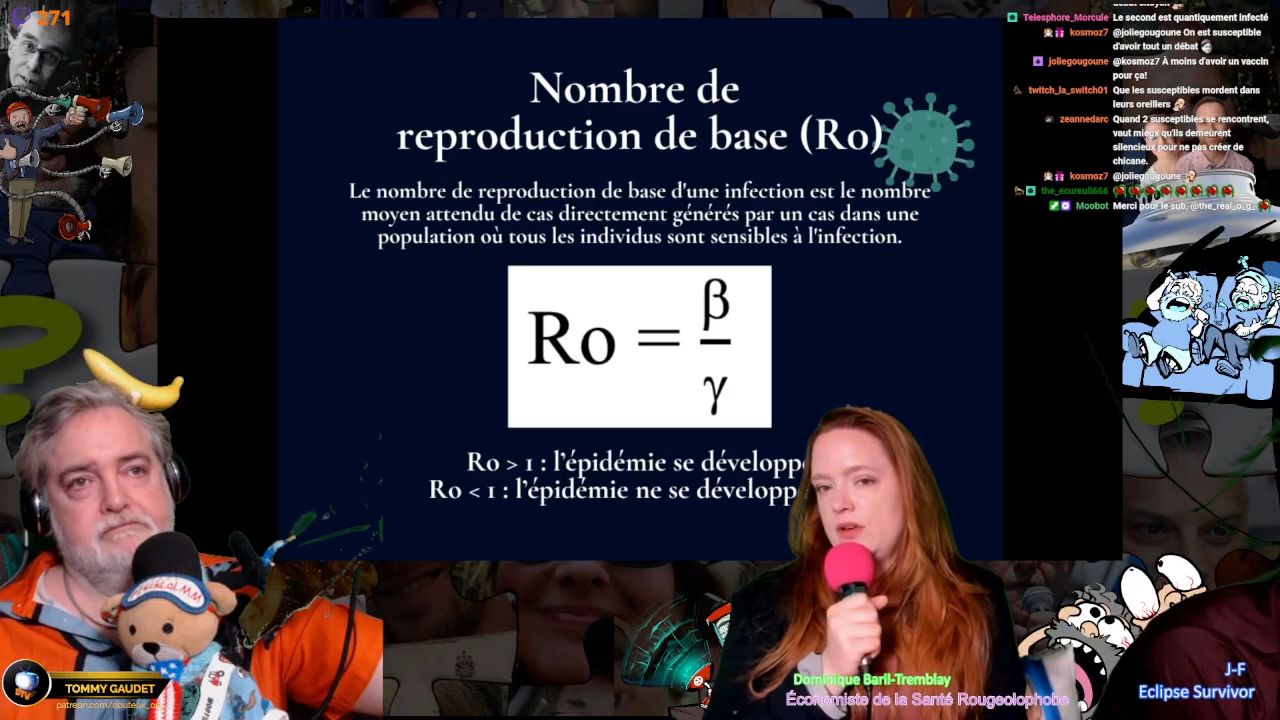 271
Nombre de
reproduction de base (Ro)
Le nombre de reproduction de base d'une infection est le nombre
moyen attendu de cas directement générés par un cas dans une
population où tous les individus sont sensibles à l'infection.
Ro = β
γ
Ro > 1 : l'épidémie se développe
Ro < 1 : l'épidémie ne se développ
Telesphore_Morcule Le second est quantiquement infecté
kosmoz7 @joliegougoune On est susceptible
d'avoir tout un débat
joliegougoune @kosmoz7 À moins d'avoir un vaccin
pour ça!
twitch_la_switch01 Que les susceptibles mordent dans
leurs oreillers
zeannedarc Quand 2 susceptibles se rencontrent,
vaut mieux qu'ils demeurent
silencieux pour ne pas créer de
chicane.
kosmoz7 @joliegougoune
the_ecureuil666
Moobot Merci pour le sub, @the_real_o_g_
TOMMY GAUDET
Dominique Baril-Tremblay
Économiste de la Santé Rougeolophobe
J-F
Eclipse Survivor